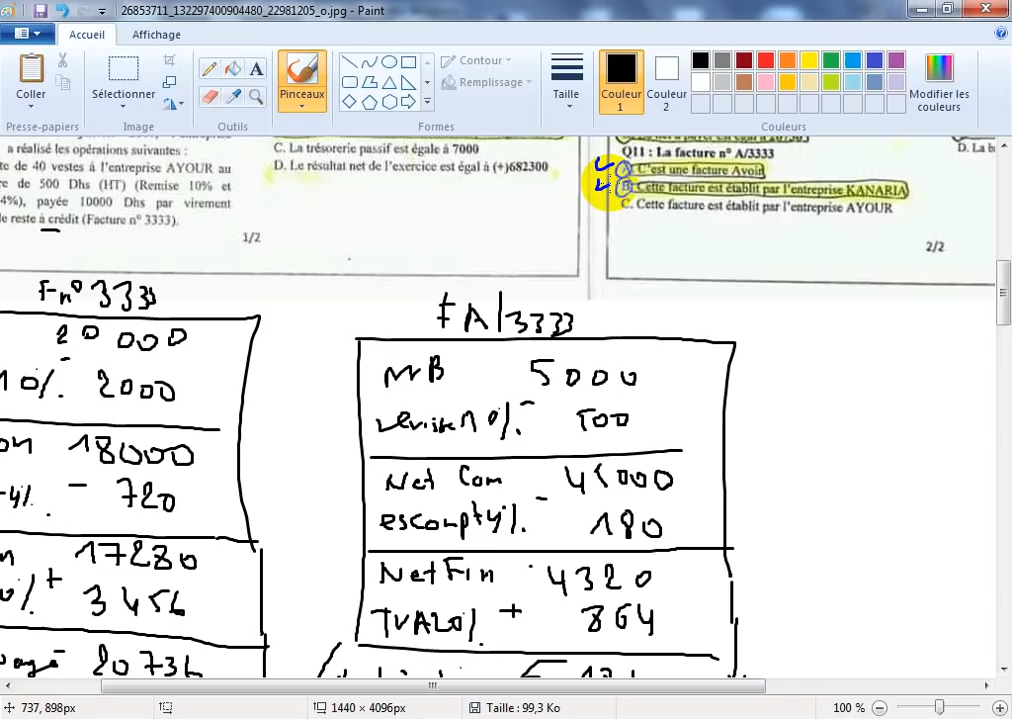 26853711_132297400904480_22981205_o.jpg - Paint
Accueil
Affichage
Coller
Sélectionner
A
Pinceaux
Contour
Remplissage
Taille
Couleur
1
Couleur
2
Modifier les
couleurs
Presse-papiers
Image
Outils
Formes
Couleurs
a réalisé les opérations suivantes :
te de 40 vestes à l'entreprise AYOUR au
re de 500 Dhs (HT) (Remise 10% et
4%), payée 10000 Dhs par virement
le reste à crédit (Facture n° 3333).
C. La trésorerie passif est égale à 7000
D. Le résultat net de l'exercice est égal à (+)682300
1/2
Q11 : La facture n° A/3333
A. C'est une facture Avoir
B. Cette facture est établit par l'entreprise KANARIA
C. Cette facture est établit par l'entreprise AYOUR
D. La b
2/2
F n° 3333
20 000
10%. - 2000
18000
4%. - 720
17280
0%. + 3456
20736
F A/3333
MB 5000
remise 10%. - 500
Net Com 45000
escompt 4%. - 180
Net Fin 4320
TVA 20%. + 864
737, 898px
1440 × 4096px
Taille : 99,3 Ko
100 %